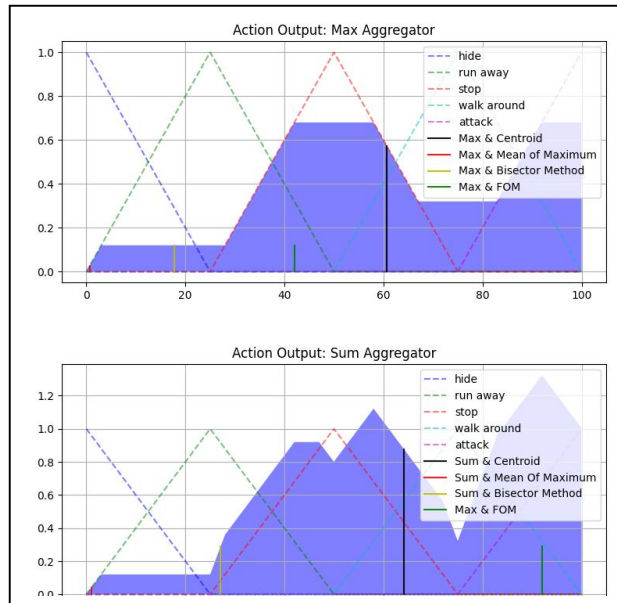 Action Output: Max Aggregator
1.0
0.8
0.6
0.4
0.2
0.0
0
20
40
60
80
100
hide
run away
stop
walk around
attack
Max & Centroid
Max & Mean of Maximum
Max & Bisector Method
Max & FOM
Action Output: Sum Aggregator
1.2
1.0
0.8
0.6
0.4
0.2
0.0
hide
run away
stop
walk around
attack
Sum & Centroid
Sum & Mean Of Maximum
Sum & Bisector Method
Max & FOM